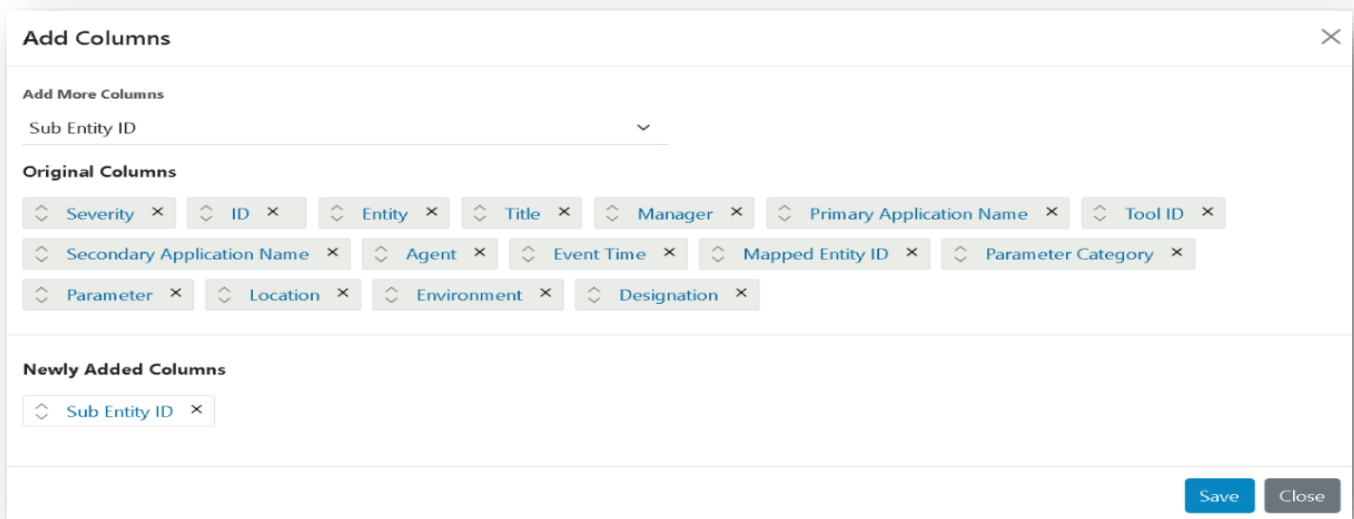 Add Columns
Add More Columns
Sub Entity ID
Original Columns
Severity × ID × Entity × Title × Manager × Primary Application Name × Tool ID ×
Secondary Application Name × Agent × Event Time × Mapped Entity ID × Parameter Category ×
Parameter × Location × Environment × Designation ×
Newly Added Columns
Sub Entity ID ×
Save Close